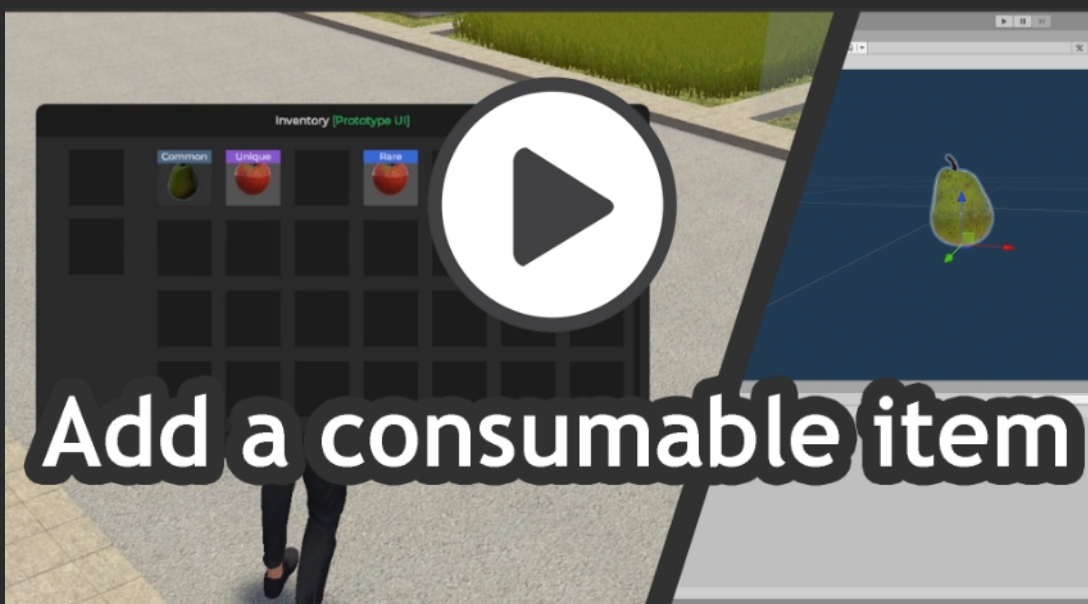 Inventory [Prototype UI]
Common Unique Rare
Add a consumable item